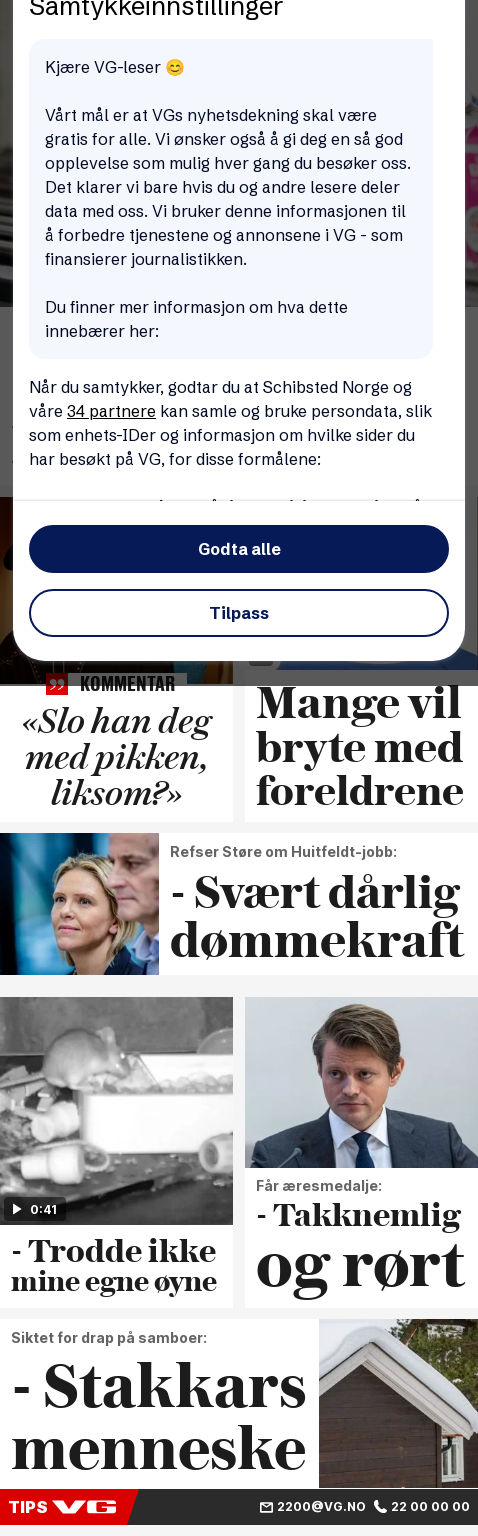 Samtykkeinnstillinger
Kjære VG-leser 😊
Vårt mål er at VGs nyhetsdekning skal være
gratis for alle. Vi ønsker også å gi deg en så god
opplevelse som mulig hver gang du besøker oss.
Det klarer vi bare hvis du og andre lesere deler
data med oss. Vi bruker denne informasjonen til
å forbedre tjenestene og annonsene i VG - som
finansierer journalistikken.
Du finner mer informasjon om hva dette
innebærer her:
Når du samtykker, godtar du at Schibsted Norge og
våre 34 partnere kan samle og bruke persondata, slik
som enhets-IDer og informasjon om hvilke sider du
har besøkt på VG, for disse formålene:
Godta alle
Tilpass
KOMMENTAR
«Slo han deg
med pikken,
liksom?»
Mange vil
bryte med
foreldrene
Refser Støre om Huitfeldt-jobb:
- Svært dårlig
dømmekraft
0:41
- Trodde ikke
mine egne øyne
Får æresmedalje:
- Takknemlig
og rørt
Siktet for drap på samboer:
- Stakkars
menneske
TIPS VG
2200@VG.NO 22 00 00 00